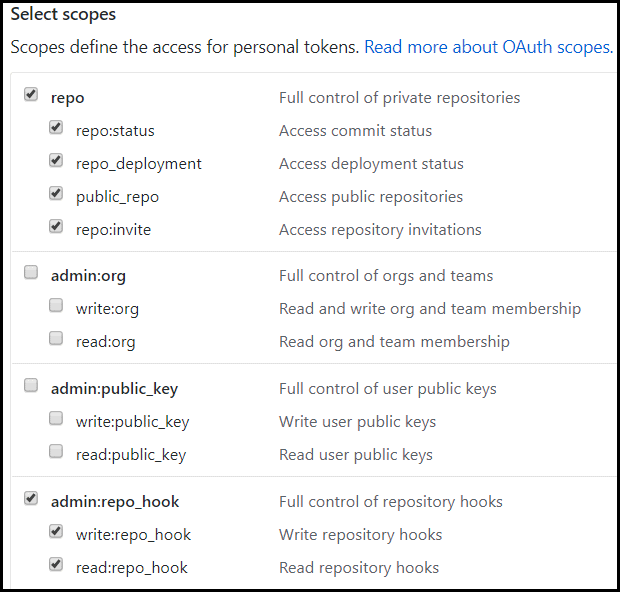 Select scopes
Scopes define the access for personal tokens. Read more about OAuth scopes.
repo Full control of private repositories
repo:status Access commit status
repo_deployment Access deployment status
public_repo Access public repositories
repo:invite Access repository invitations
admin:org Full control of orgs and teams
write:org Read and write org and team membership
read:org Read org and team membership
admin:public_key Full control of user public keys
write:public_key Write user public keys
read:public_key Read user public keys
admin:repo_hook Full control of repository hooks
write:repo_hook Write repository hooks
read:repo_hook Read repository hooks